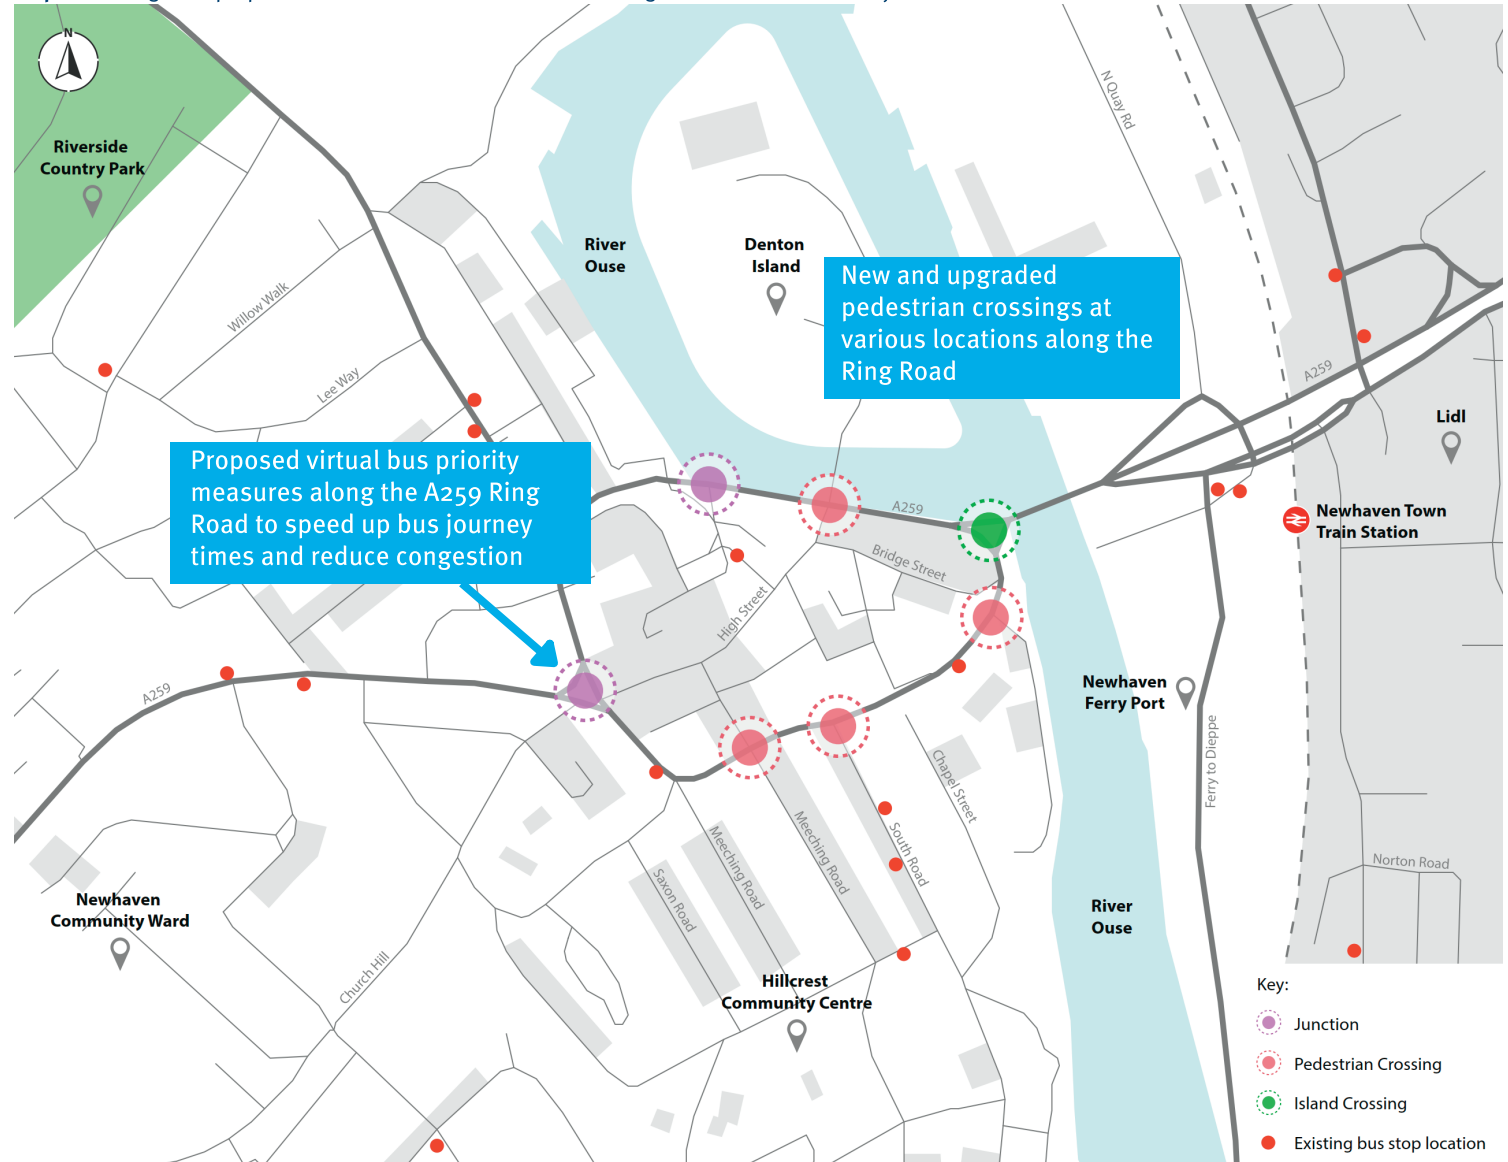 N
Riverside
Country Park
N Quay Rd
River
Ouse
Denton
Island
New and upgraded
pedestrian crossings at
various locations along the
Ring Road
Willow Walk
Lee Way
A259
Lidl
Proposed virtual bus priority
measures along the A259 Ring
Road to speed up bus journey
times and reduce congestion
A259
Bridge Street
Newhaven Town
Train Station
High Street
A259
Newhaven
Ferry Port
Ferry to Dieppe
Chapel Street
Meeching Road
Meeching Road
South Road
Saxon Road
Norton Road
Newhaven
Community Ward
River
Ouse
Church Hill
Hillcrest
Community Centre
Key:
Junction
Pedestrian Crossing
Island Crossing
Existing bus stop location